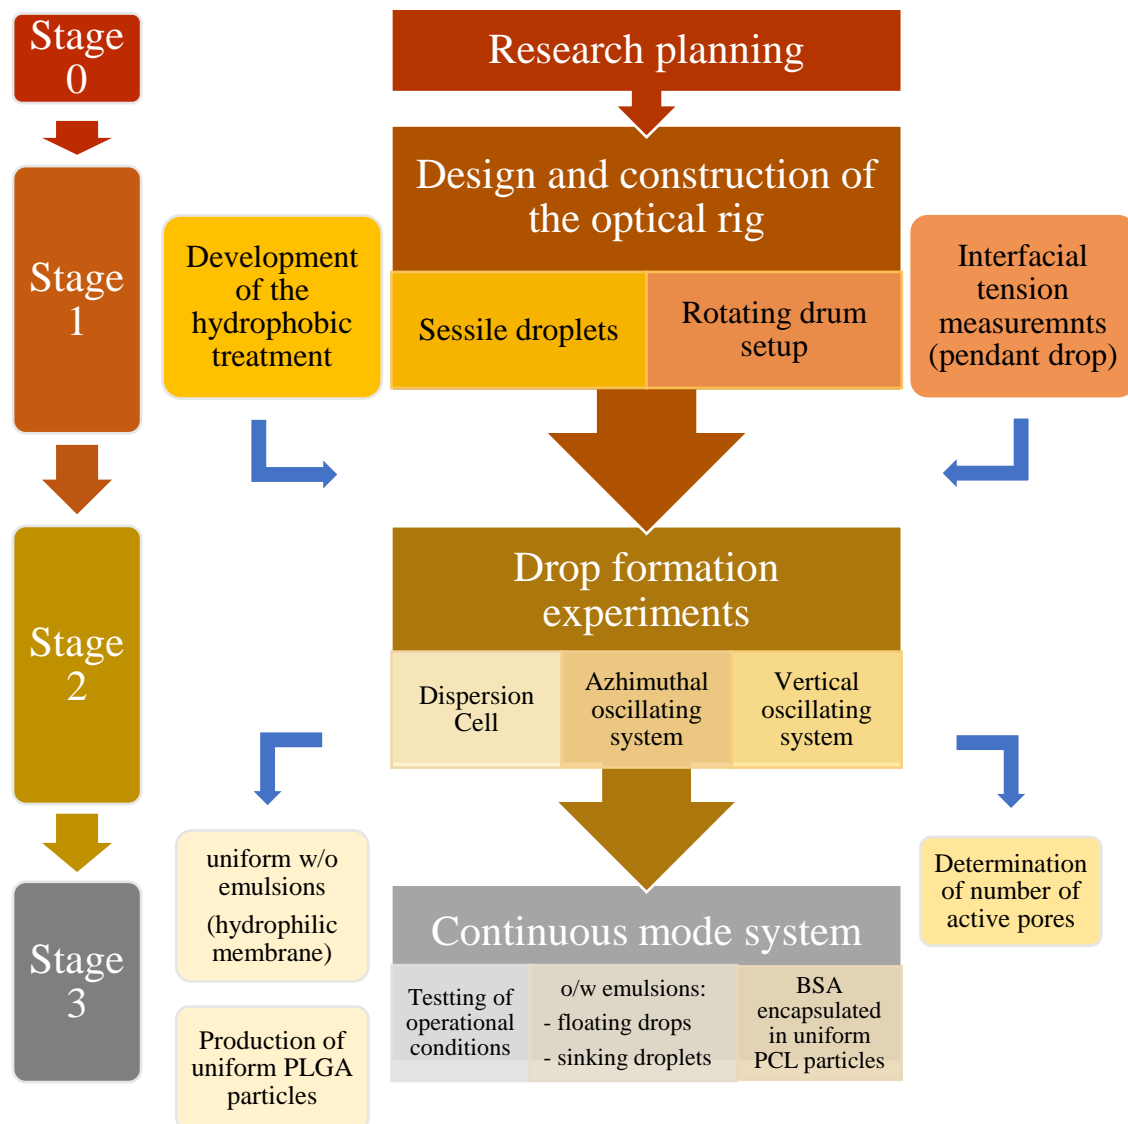 Stage
0
Research planning
Stage
1
Design and construction of
the optical rig
Development
of the
hydrophobic
treatment
Sessile droplets
Rotating drum
setup
Interfacial
tension
measuremnts
(pendant drop)
Stage
2
Drop formation
experiments
Dispersion
Cell
Azhimuthal
oscillating
system
Vertical
oscillating
system
uniform w/o
emulsions
(hydrophilic
membrane)
Determination
of number of
active pores
Stage
3
Continuous mode system
Testting of
operational
conditions
o/w emulsions:
- floating drops
- sinking droplets
BSA
encapsulated
in uniform
PCL particles
Production of
uniform PLGA
particles